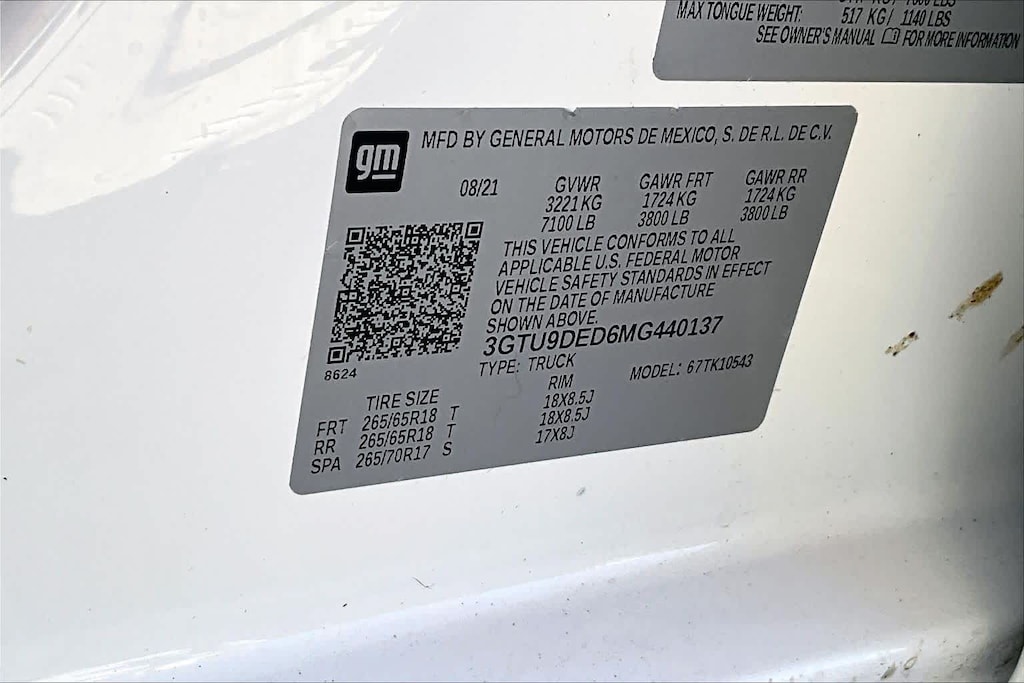 MAX TONGUE WEIGHT: 517 KG/ 1140 LBS
SEE OWNER'S MANUAL FOR MORE INFORMATION
gm
MFD BY GENERAL MOTORS DE MEXICO, S. DE R.L. DE C.V.
08/21 GVWR GAWR FRT GAWR RR
3221 KG 1724 KG 1724 KG
7100 LB 3800 LB 3800 LB
THIS VEHICLE CONFORMS TO ALL
APPLICABLE U.S. FEDERAL MOTOR
VEHICLE SAFETY STANDARDS IN EFFECT
ON THE DATE OF MANUFACTURE
SHOWN ABOVE.
3GTU9DED6MG440137
8624
TYPE: TRUCK MODEL: 67TK10543
TIRE SIZE RIM
FRT 265/65R18 T 18X8.5J
RR 265/65R18 T 18X8.5J
SPA 265/70R17 S 17X8J